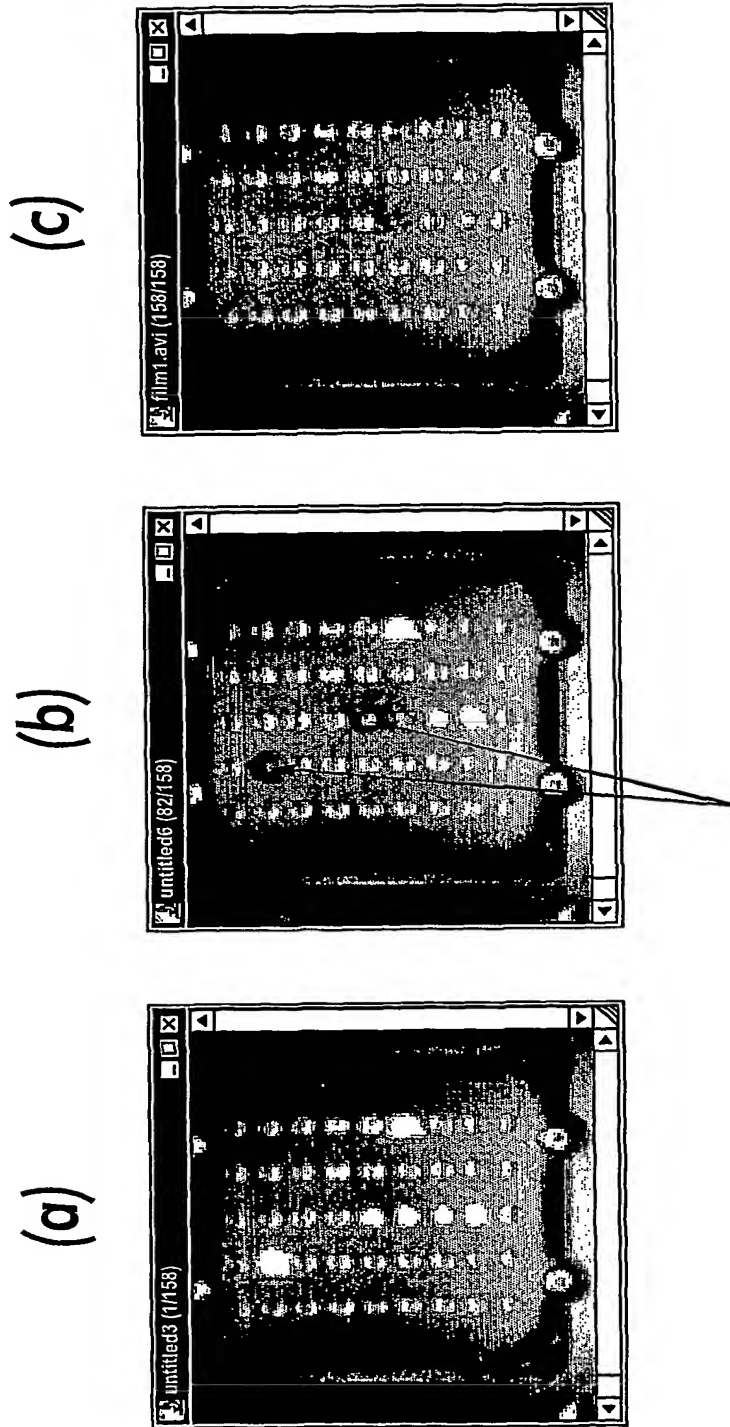 (a)
untitled3 (1/158)
(b)
untitled6 (82/158)
(c)
film1.avi (158/158)